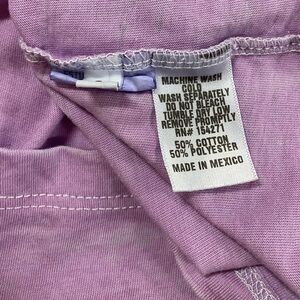 MACHINE WASH
COLD
WASH SEPARATELY
DO NOT BLEACH
TUMBLE DRY LOW
REMOVE PROMPTLY
RN# 154271
50% COTTON
50% POLYESTER
MADE IN MEXICO